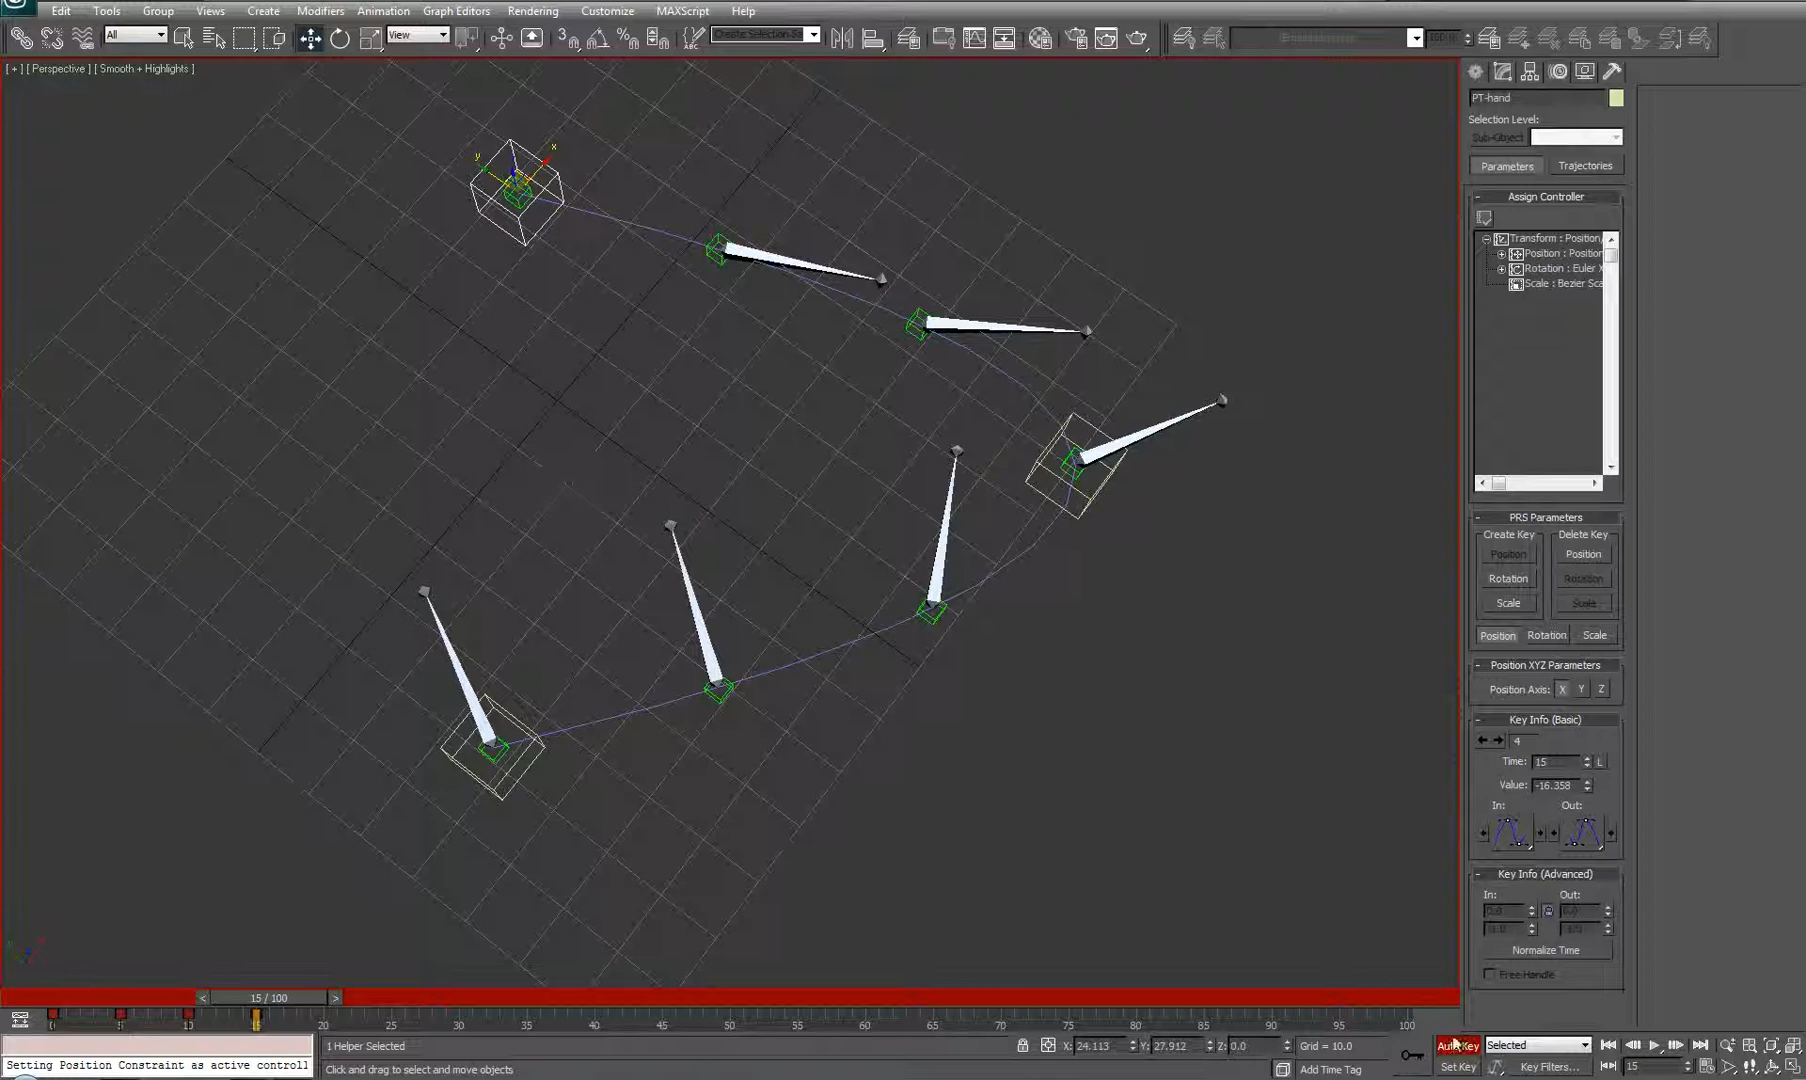 Edit Tools Group Views Create Modifiers Animation Graph Editors Rendering Customize MAXScript Help
All View Create Selection Se
[ + ] [ Perspective ] [ Smooth + Highlights ]
x
y
PT-hand
Selection Level:
Sub-Object
Parameters Trajectories
- Assign Controller
Transform : Position,
Position : Position
Rotation : Euler X
Scale : Bezier Sca
- PRS Parameters
Create Key Delete Key
Position Position
Rotation Rotation
Scale Scale
Position Rotation Scale
- Position XYZ Parameters
Position Axis: X Y Z
- Key Info (Basic)
4
Time: 15 L
Value: -16.358
In: Out:
- Key Info (Advanced)
In: Out:
Normalize Time
Free Handle
< 15 / 100 >
0 5 10 15 20 25 30 35 40 45 50 55 60 65 70 75 80 85 90 95 100
1 Helper Selected X: 24.113 Y: 27.912 Z: 0.0 Grid = 10.0 Auto Key Selected
Setting Position Constraint as active controll Click and drag to select and move objects Add Time Tag Set Key Key Filters... 15